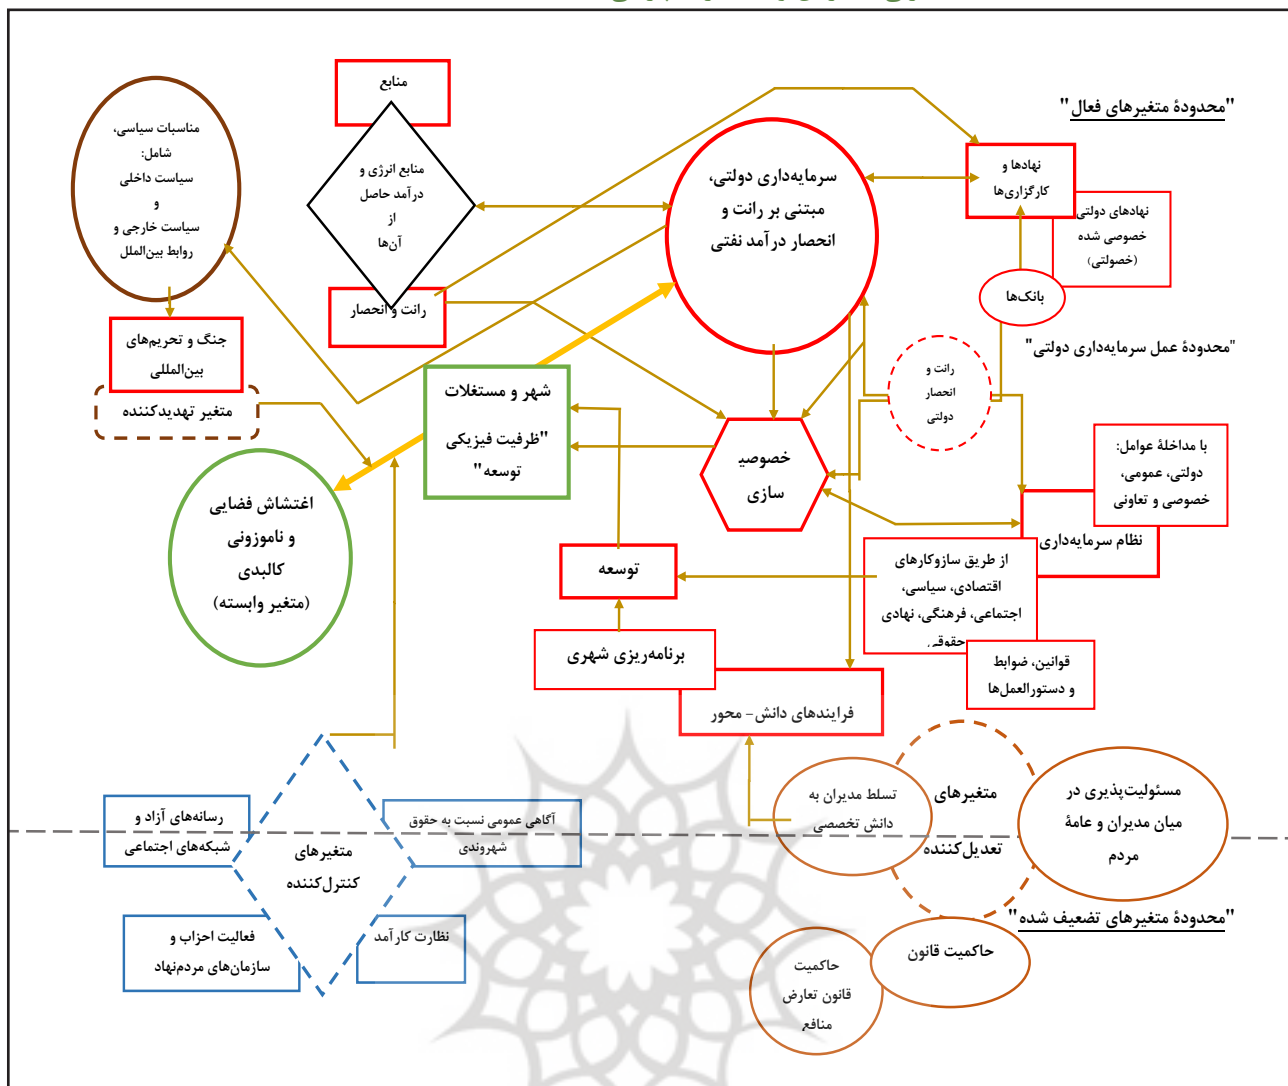 منابع
"محدودهٔ متغیرهای فعال"
مناسبات سیاسی،
شامل:
سیاست داخلی
و
سیاست خارجی و
روابط بین‌الملل
منابع انرژی و
درآمد حاصل
از
آن‌ها
سرمایه‌داری دولتی،
مبتنی بر رانت و
انحصار درآمد نفتی
نهادها و
کارگزاری‌ها
نهادهای دولتی
خصوصی شده
(خصولتی)
بانک‌ها
رانت و انحصار
جنگ و تحریم‌های
بین‌المللی
"محدودهٔ عمل سرمایه‌داری دولتی"
رانت و
انحصار
دولتی
متغیر تهدیدکننده
شهر و مستغلات
"ظرفیت فیزیکی
توسعه"
خصوصی
سازی
با مداخلهٔ عوامل:
دولتی، عمومی،
خصوصی و تعاونی
نظام سرمایه‌داری
اغتشاش فضایی
و ناموزونی
کالبدی
(متغیر وابسته)
توسعه
از طریق سازوکارهای
اقتصادی، سیاسی،
اجتماعی، فرهنگی، نهادی
حقوقی
برنامه‌ریزی شهری
قوانین، ضوابط
و دستورالعمل‌ها
فرایندهای دانش- محور
رسانه‌های آزاد و
شبکه‌های اجتماعی
متغیرهای
کنترل‌کننده
آگاهی عمومی نسبت به حقوق
شهروندی
تسلط مدیران به
دانش تخصصی
متغیرهای
تعدیل‌کننده
مسئولیت‌پذیری در
میان مدیران و عامهٔ
مردم
فعالیت احزاب و
سازمان‌های مردم‌نهاد
نظارت کارآمد
"محدودهٔ متغیرهای تضعیف شده"
حاکمیت قانون
حاکمیت
قانون تعارض
منافع